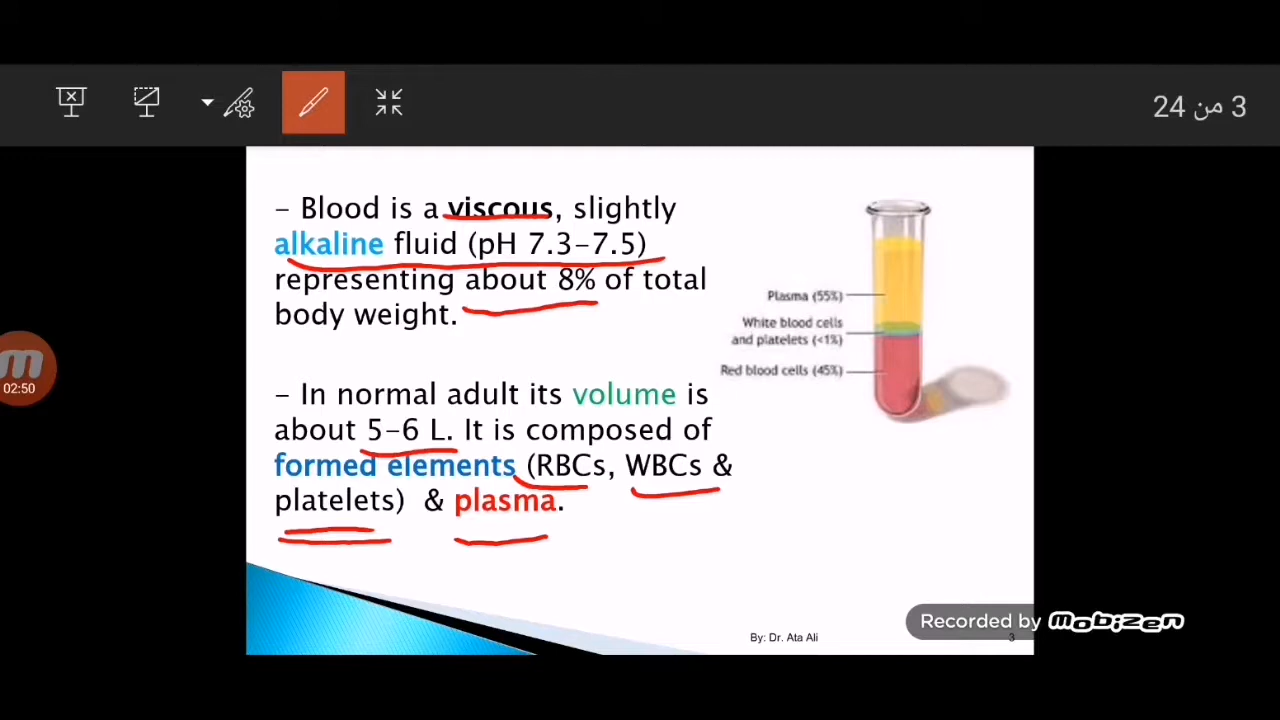 3 من 24
– Blood is a viscous, slightly
alkaline fluid (pH 7.3–7.5)
representing about 8% of total
body weight.
Plasma (55%)
White blood cells
and platelets (<1%)
Red blood cells (45%)
02:50
– In normal adult its volume is
about 5–6 L. It is composed of
formed elements (RBCs, WBCs &
platelets) & plasma.
Recorded by mobizen
By: Dr. Ata Ali
3